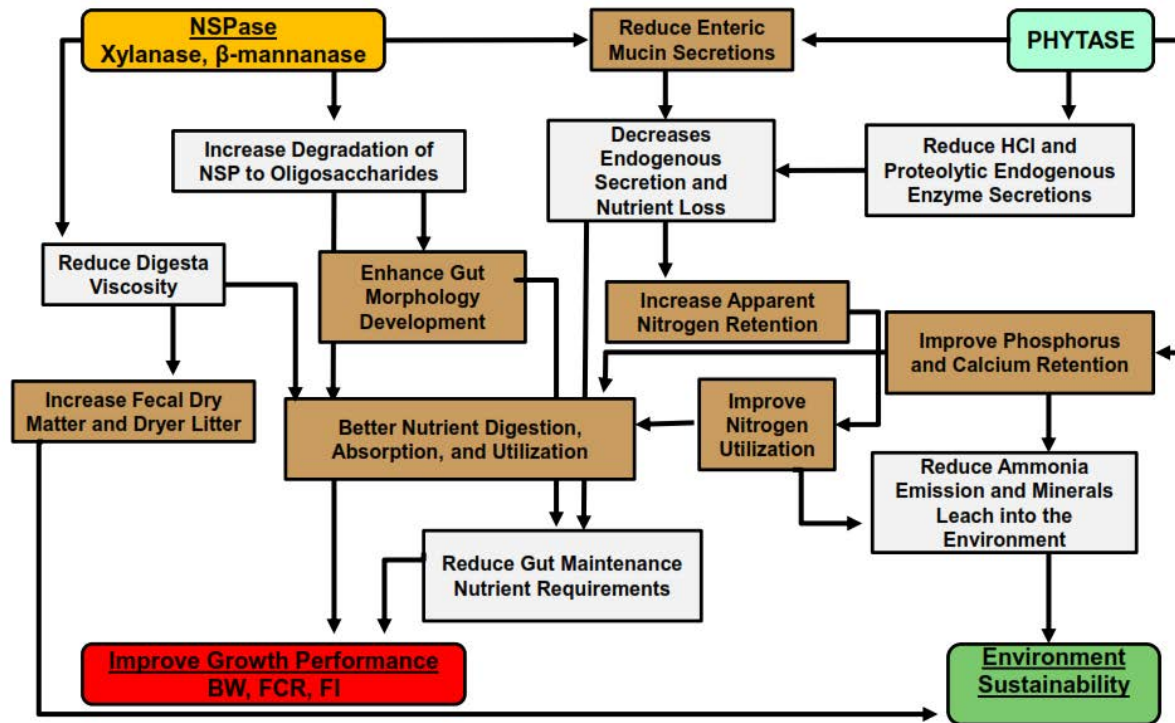 NSPase
Xylanase, β-mannanase
Reduce Enteric
Mucin Secretions
PHYTASE
Increase Degradation of
NSP to Oligosaccharides
Decreases
Endogenous
Secretion and
Nutrient Loss
Reduce HCI and
Proteolytic Endogenous
Enzyme Secretions
Reduce Digesta
Viscosity
Enhance Gut
Morphology
Development
Increase Apparent
Nitrogen Retention
Improve Phosphorus
and Calcium Retention
Increase Fecal Dry
Matter and Dryer Litter
Better Nutrient Digestion,
Absorption, and Utilization
Improve
Nitrogen
Utilization
Reduce Ammonia
Emission and Minerals
Leach into the
Environment
Reduce Gut Maintenance
Nutrient Requirements
Improve Growth Performance
BW, FCR, FI
Environment
Sustainability